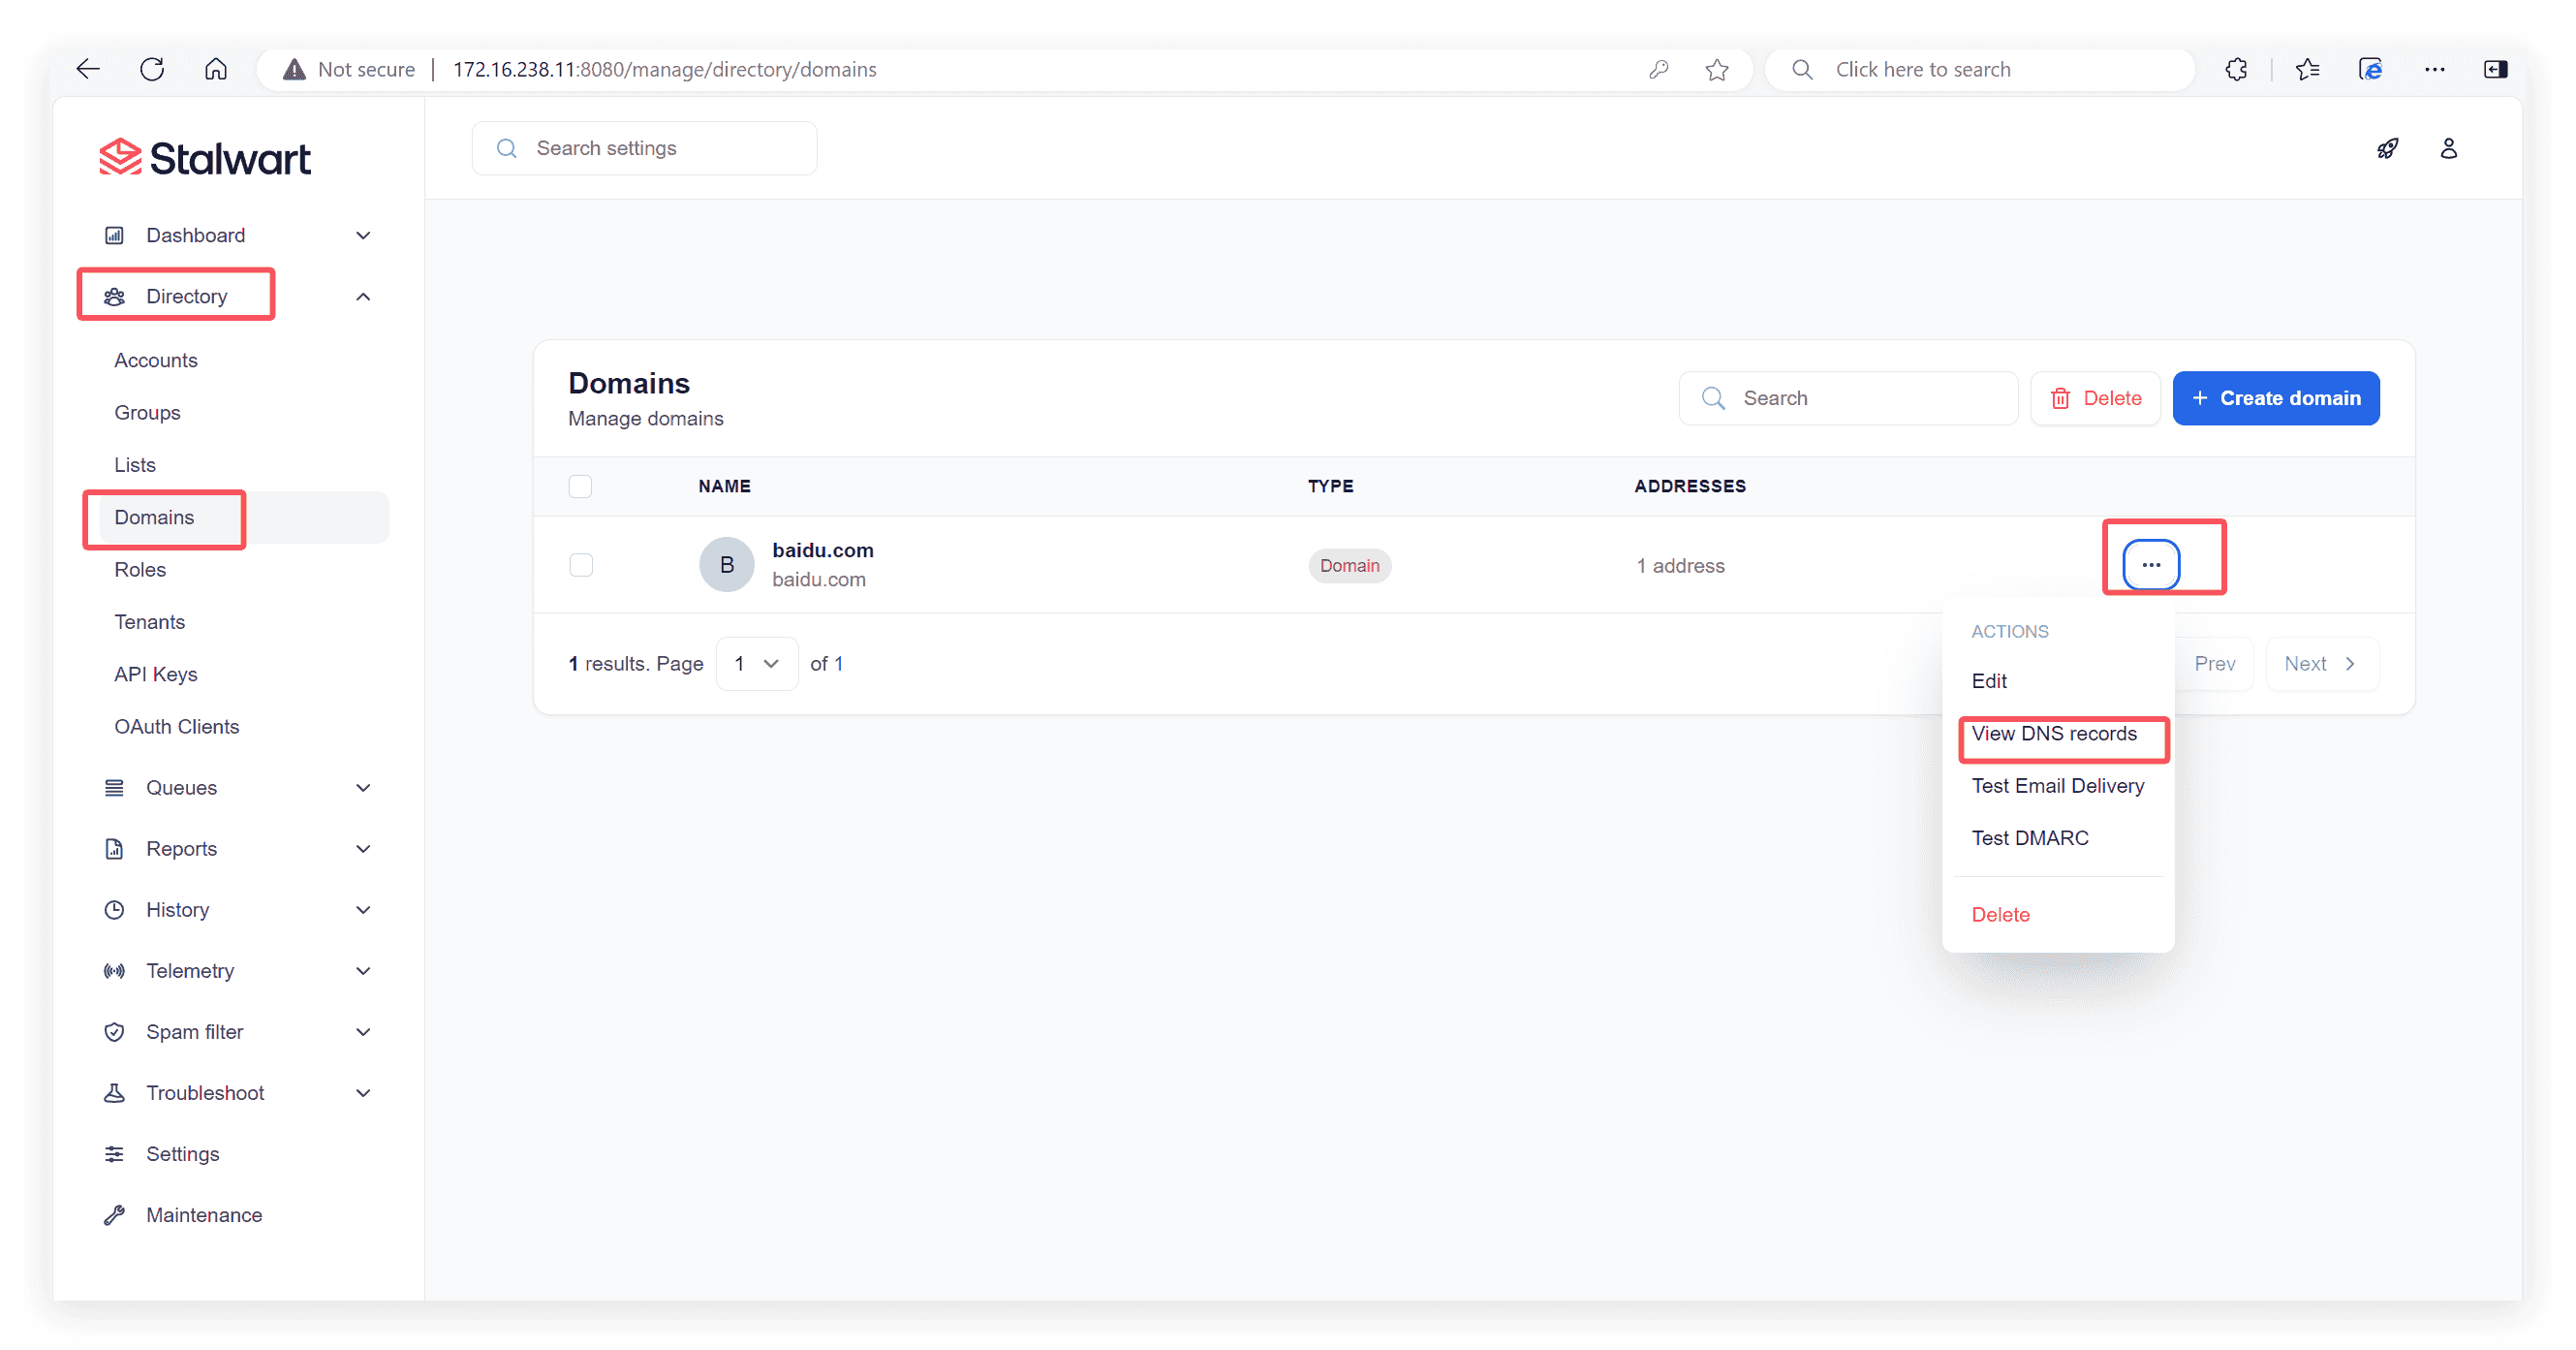 Not secure 172.16.238.11:8080/manage/directory/domains Click here to search
Stalwart
Search settings
Dashboard
Directory
Accounts
Groups
Lists
Domains
Roles
Tenants
API Keys
OAuth Clients
Queues
Reports
History
Telemetry
Spam filter
Troubleshoot
Settings
Maintenance
Domains
Manage domains
Search
Delete
+ Create domain
NAME TYPE ADDRESSES
B
baidu.com
baidu.com
Domain
1 address
1 results. Page 1 of 1
Prev
Next
ACTIONS
Edit
View DNS records
Test Email Delivery
Test DMARC
Delete